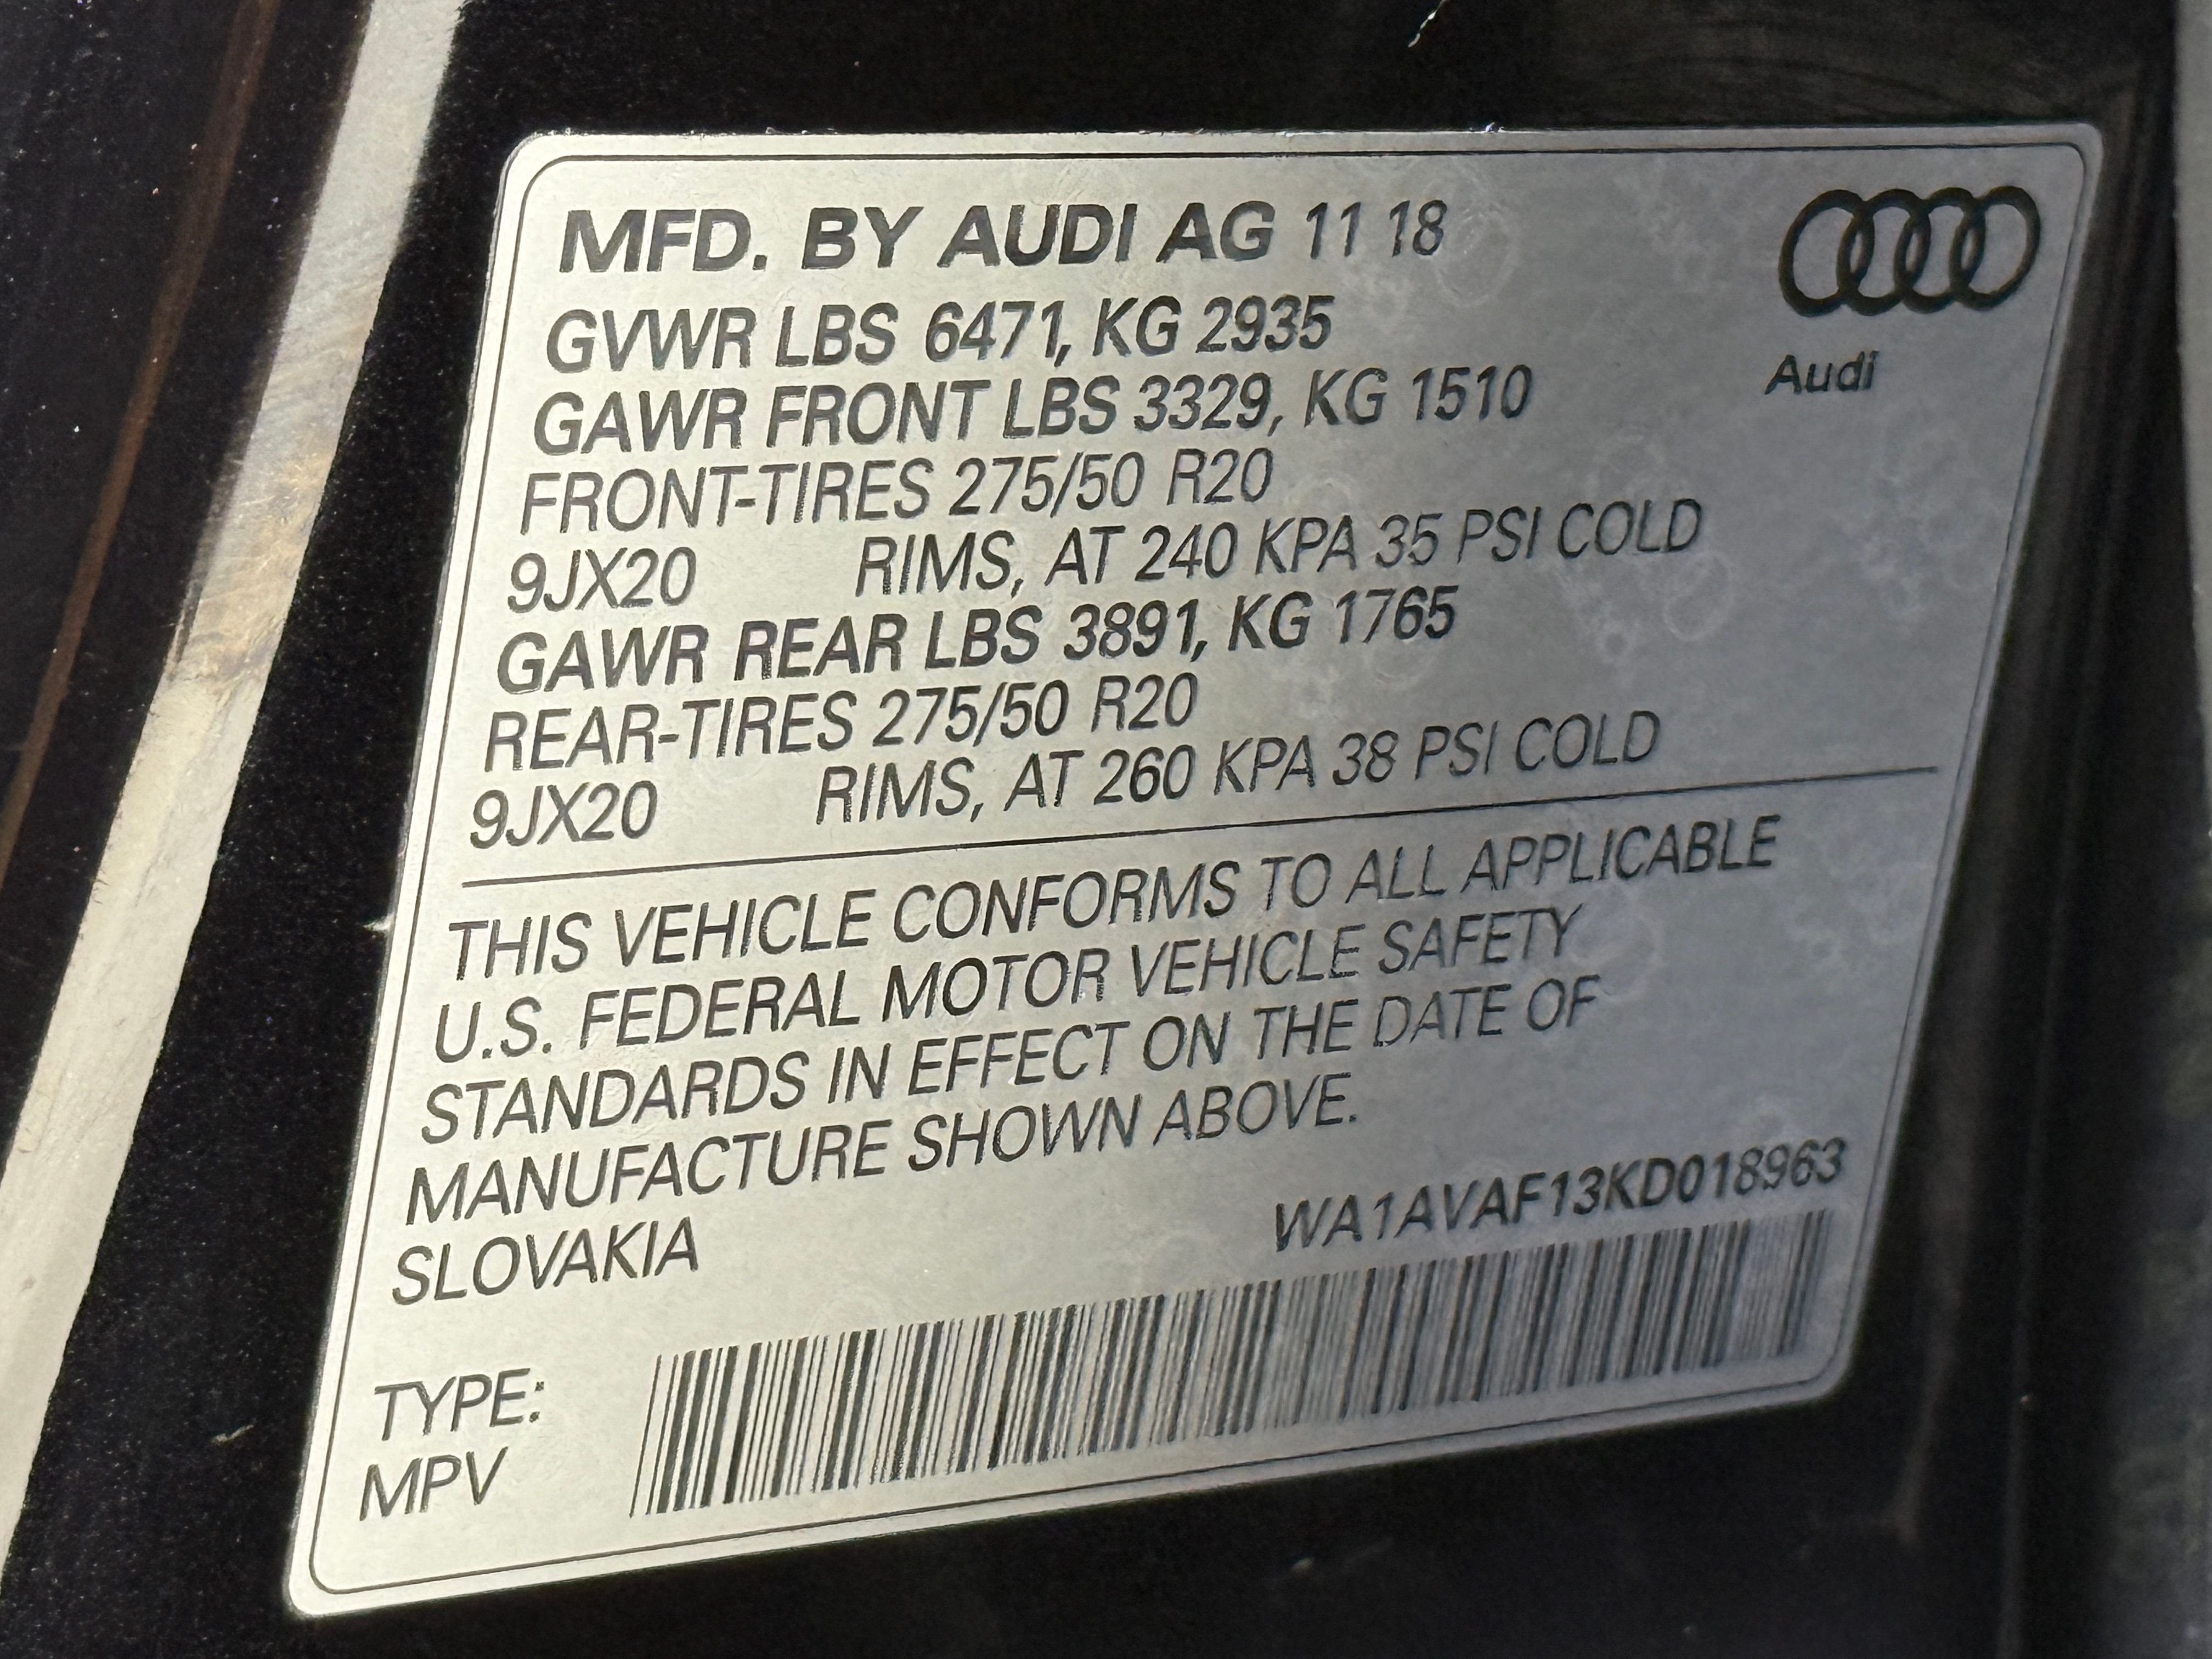 MFD. BY AUDI AG 11 18
GVWR LBS 6471, KG 2935
GAWR FRONT LBS 3329, KG 1510
Audi
FRONT-TIRES 275/50 R20
9JX20 RIMS, AT 240 KPA 35 PSI COLD
GAWR REAR LBS 3891, KG 1765
REAR-TIRES 275/50 R20
9JX20 RIMS, AT 260 KPA 38 PSI COLD
THIS VEHICLE CONFORMS TO ALL APPLICABLE
U.S. FEDERAL MOTOR VEHICLE SAFETY
STANDARDS IN EFFECT ON THE DATE OF
MANUFACTURE SHOWN ABOVE.
SLOVAKIA
WA1AVAF13KD018963
TYPE:
MPV